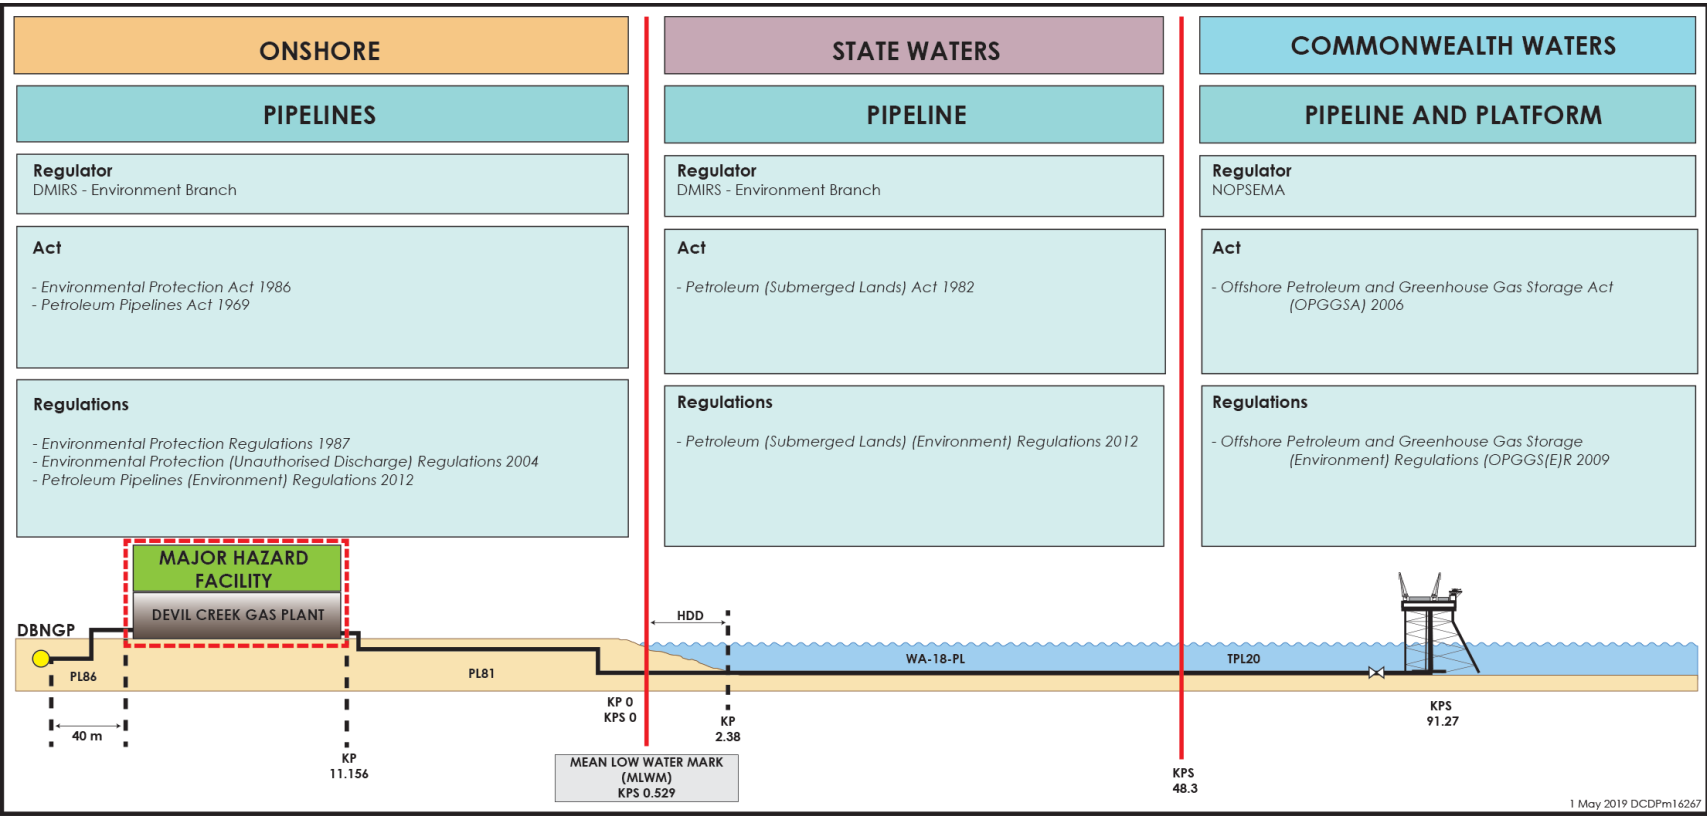 ONSHORE
PIPELINES
Regulator
DMIRS - Environment Branch
Act
- Environmental Protection Act 1986
- Petroleum Pipelines Act 1969
Regulations
- Environmental Protection Regulations 1987
- Environmental Protection (Unauthorised Discharge) Regulations 2004
- Petroleum Pipelines (Environment) Regulations 2012
STATE WATERS
PIPELINE
Regulator
DMIRS - Environment Branch
Act
- Petroleum (Submerged Lands) Act 1982
Regulations
- Petroleum (Submerged Lands) (Environment) Regulations 2012
COMMONWEALTH WATERS
PIPELINE AND PLATFORM
Regulator
NOPSEMA
Act
- Offshore Petroleum and Greenhouse Gas Storage Act
(OPGGSA) 2006
Regulations
- Offshore Petroleum and Greenhouse Gas Storage
(Environment) Regulations (OPGGS(E)R 2009
MAJOR HAZARD
FACILITY
DEVIL CREEK GAS PLANT
DBNGP
PL86
40 m
KP
11.156
PL81
KP 0
KPS 0
MEAN LOW WATER MARK
(MLWM)
KPS 0.529
HDD
KP
2.38
WA-18-PL
TPL20
KPS
48.3
KPS
91.27
1 May 2019 DCDPm16267